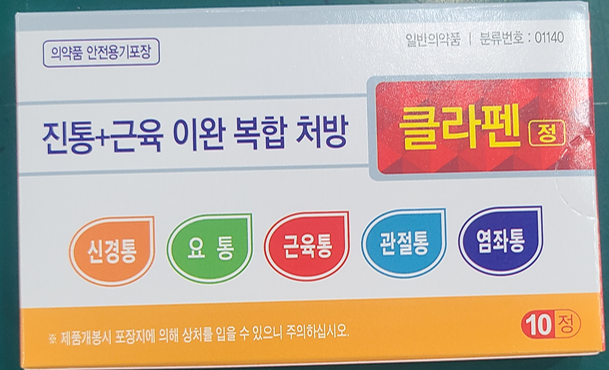 의약품 안전용기포장
일반의약품 | 분류번호 : 01140
진통+근육 이완 복합 처방
클라펜 정
신경통
요 통
근육통
관절통
염좌통
※ 제품개봉시 포장지에 의해 상처를 입을 수 있으니 주의하십시오.
10정